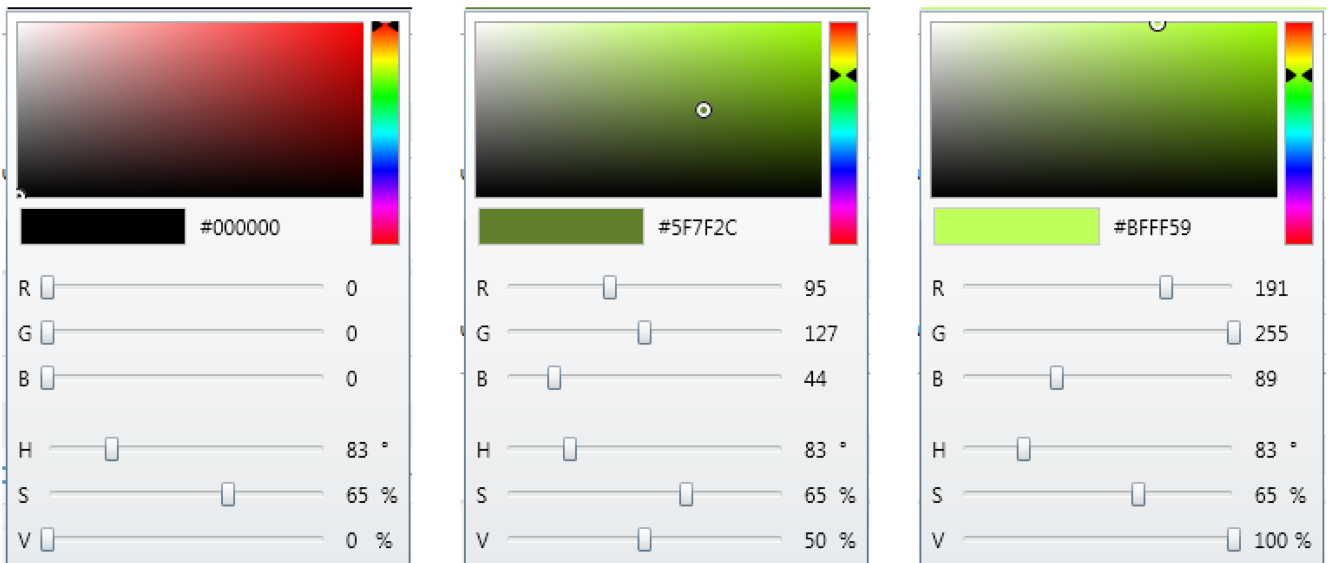 #000000
R 0
G 0
B 0
H 83 °
S 65 %
V 0 %
#5F7F2C
R 95
G 127
B 44
H 83 °
S 65 %
V 50 %
#BFFF59
R 191
G 255
B 89
H 83 °
S 65 %
V 100 %